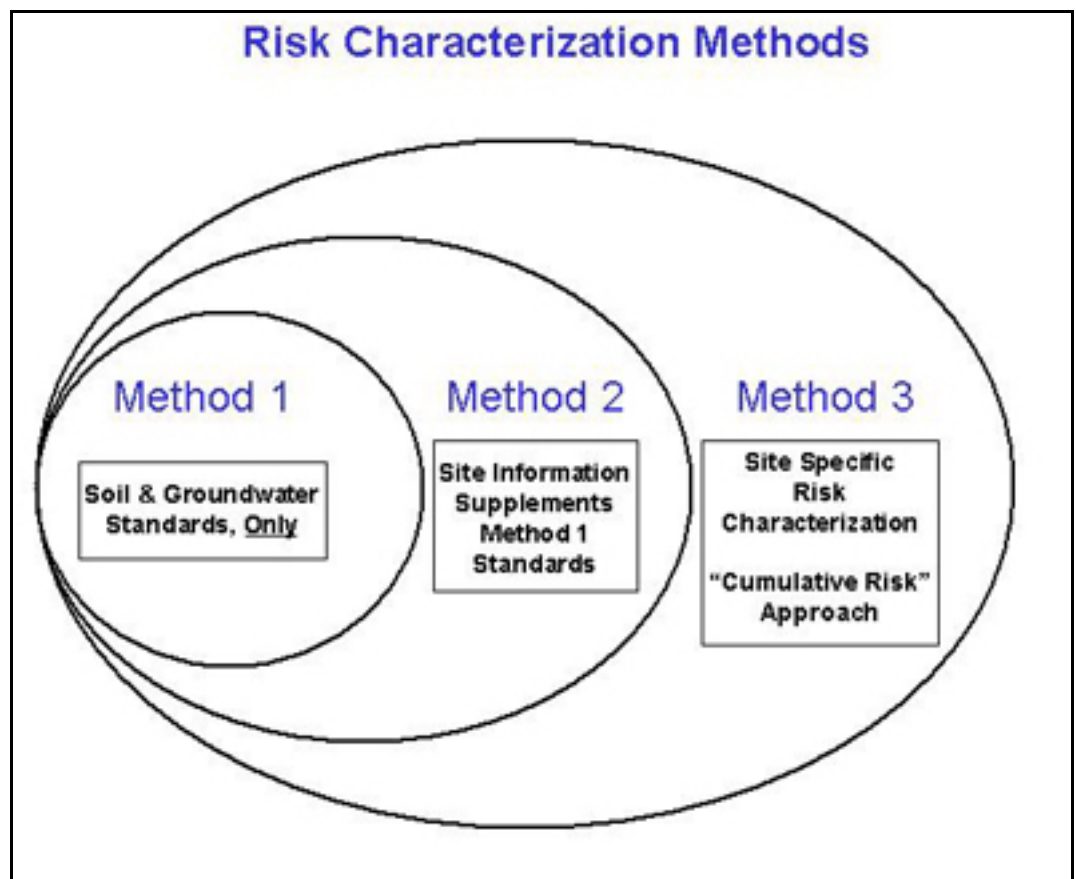 Risk Characterization Methods
Method 1
Soil & Groundwater
Standards, Only
Method 2
Site Information
Supplements
Method 1
Standards
Method 3
Site Specific
Risk
Characterization
“Cumulative Risk”
Approach